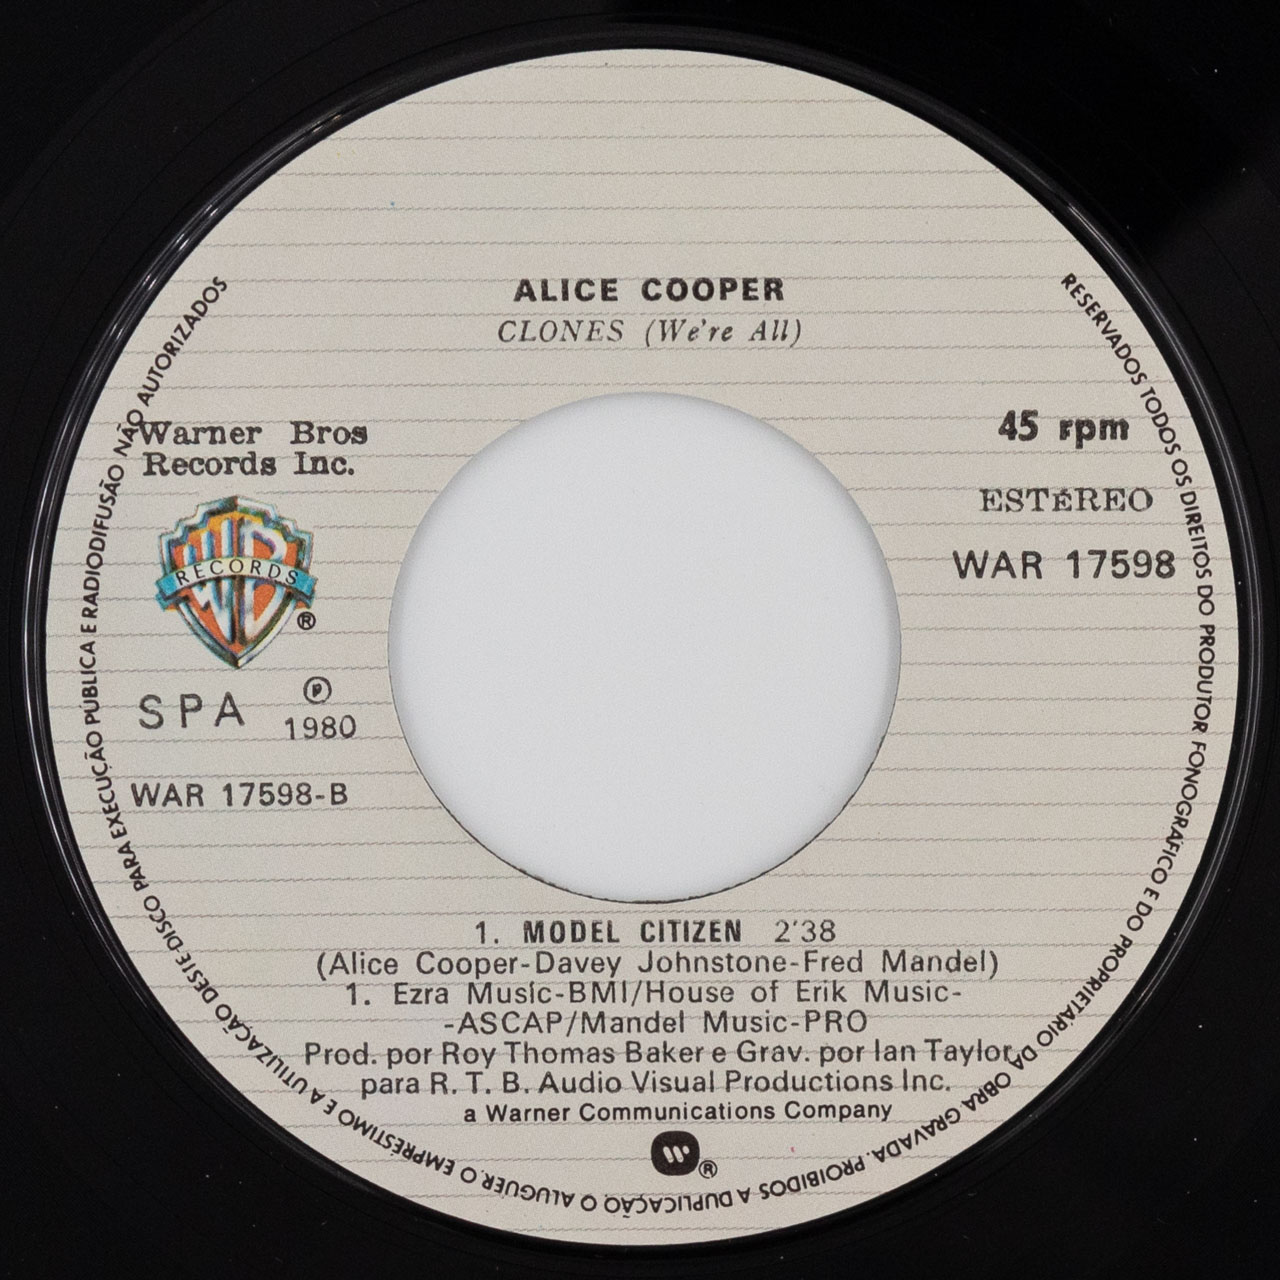 ALICE COOPER
CLONES (We're All)
Warner Bros
Records Inc.
WB
RECORDS
®
SPA
℗
1980
WAR 17598-B
45 rpm
ESTÉREO
WAR 17598
1. MODEL CITIZEN 2'38
(Alice Cooper-Davey Johnstone-Fred Mandel)
1. Ezra Music-BMI/House of Erik Music-
-ASCAP/Mandel Music-PRO
Prod. por Roy Thomas Baker e Grav. por Ian Taylor,
para R. T. B. Audio Visual Productions Inc.
a Warner Communications Company
®
RESERVADOS TODOS OS DIREITOS DO PRODUTOR FONOGRÁFICO E DO PROPRIETÁRIO DA OBRA GRAVADA. PROIBIDOS A DUPLICAÇÃO O ALUGUER, O EMPRÉSTIMO E A UTILIZAÇÃO DESTE DISCO PARA EXECUÇÃO PÚBLICA E RADIODIFUSÃO NÃO AUTORIZADOS